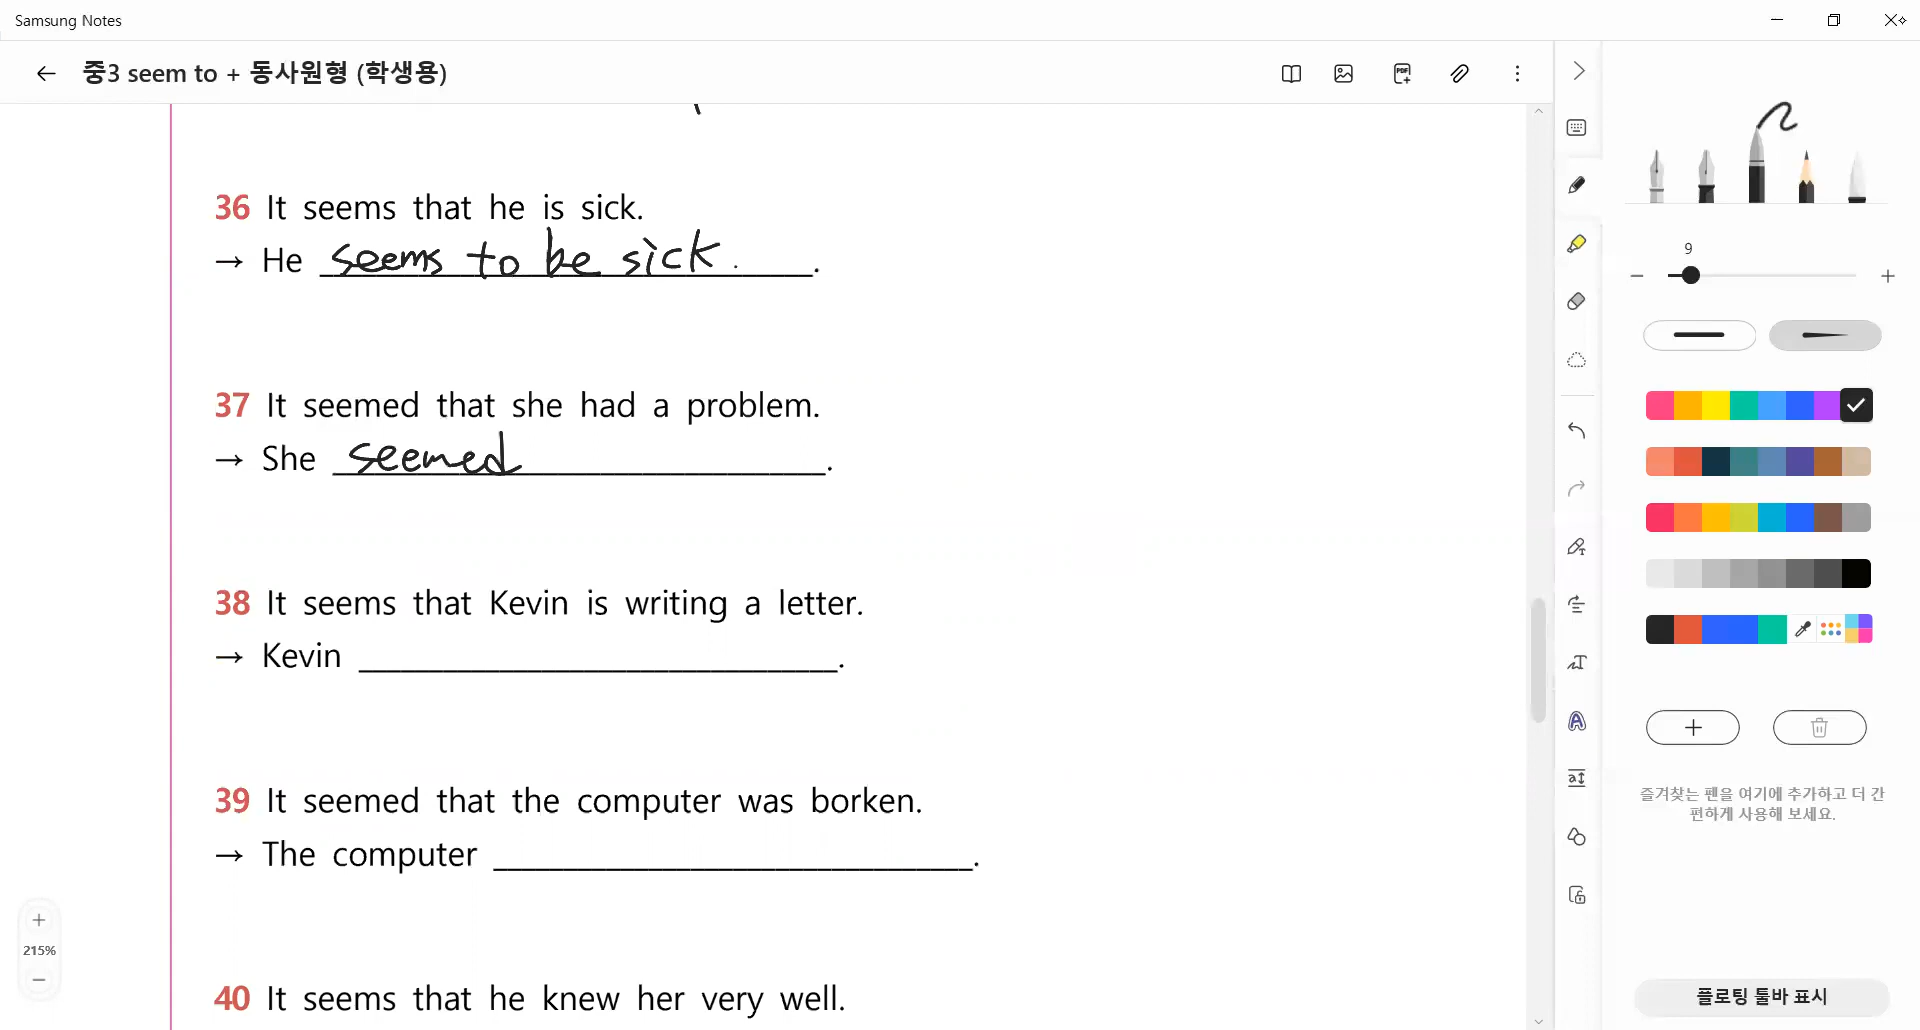 Samsung Notes
중3 seem to + 동사원형 (학생용)
36 It seems that he is sick.
→ He seems to be sick.
37 It seemed that she had a problem.
→ She seemed.
38 It seems that Kevin is writing a letter.
→ Kevin.
39 It seemed that the computer was borken.
→ The computer.
40 It seems that he knew her very well.
215%
9
즐겨찾는 펜을 여기에 추가하고 더 간
편하게 사용해 보세요.
플로팅 툴바 표시